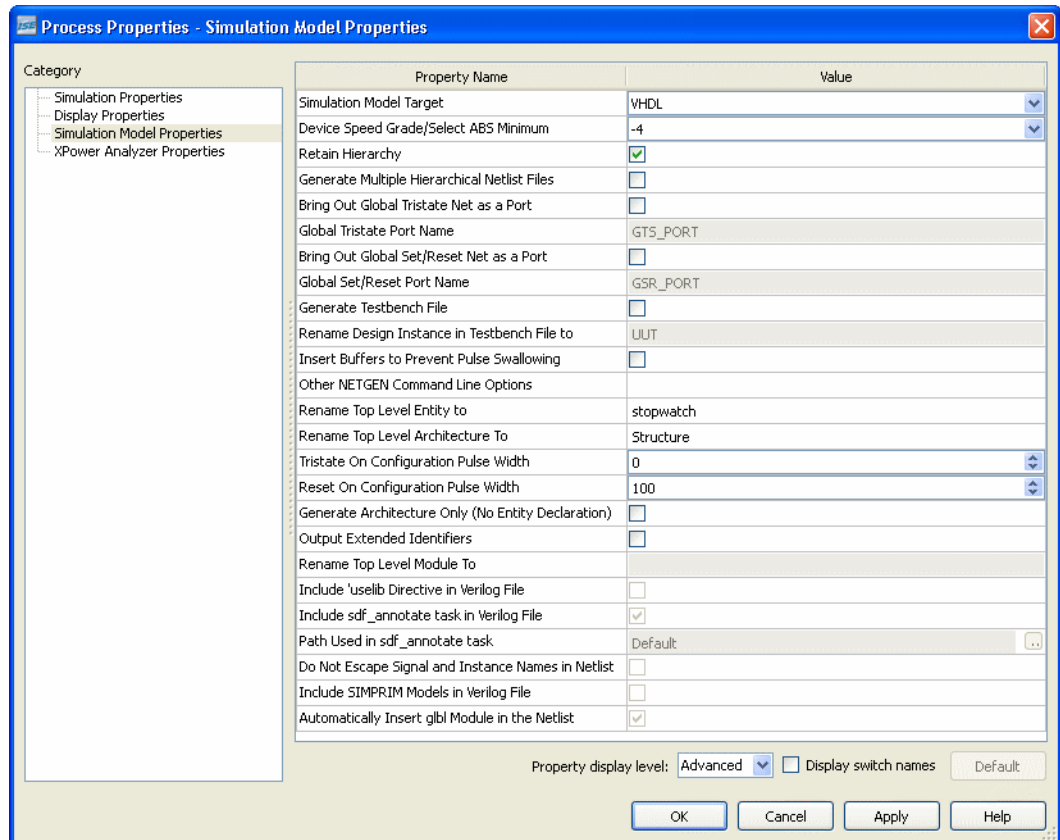 ISE Process Properties - Simulation Model Properties
Category
Simulation Properties
Display Properties
Simulation Model Properties
XPower Analyzer Properties
Property Name Value
Simulation Model Target VHDL
Device Speed Grade/Select ABS Minimum -4
Retain Hierarchy
Generate Multiple Hierarchical Netlist Files
Bring Out Global Tristate Net as a Port
Global Tristate Port Name GTS_PORT
Bring Out Global Set/Reset Net as a Port
Global Set/Reset Port Name GSR_PORT
Generate Testbench File
Rename Design Instance in Testbench File to UUT
Insert Buffers to Prevent Pulse Swallowing
Other NETGEN Command Line Options
Rename Top Level Entity to stopwatch
Rename Top Level Architecture To Structure
Tristate On Configuration Pulse Width 0
Reset On Configuration Pulse Width 100
Generate Architecture Only (No Entity Declaration)
Output Extended Identifiers
Rename Top Level Module To
Include 'uselib Directive in Verilog File
Include sdf_annotate task in Verilog File
Path Used in sdf_annotate task Default ..
Do Not Escape Signal and Instance Names in Netlist
Include SIMPRIM Models in Verilog File
Automatically Insert glbl Module in the Netlist
Property display level: Advanced Display switch names Default
OK Cancel Apply Help